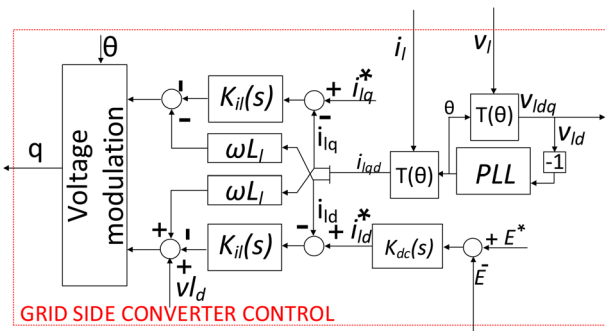 θ
i_l
v_l
K_il(s)
+ i*_lq
-
-
-
i_lq
θ
T(θ)
v_ldq
v_ld
-1
q
Voltage
modulation
ωL_l
ωL_l
i_lqd
T(θ)
PLL
i_ld
+
-
+
vl_d
K_il(s)
-
+ i*_ld
K_dc(s)
+ E*
-
E
GRID SIDE CONVERTER CONTROL